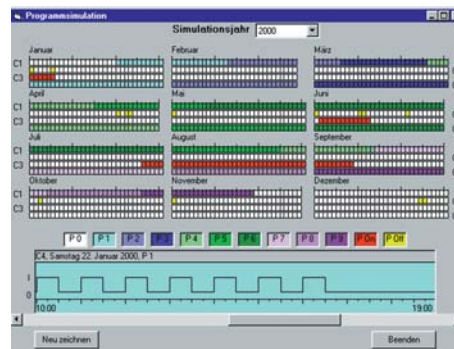 Programmsimulation
Simulationsjahr 2000
Januar Februar März
C1
C3
April Mai Juni
C1
C3
Juli August September
C1
C3
Oktober November Dezember
C1
C3
P 0 P 1 P 2 P 3 P 4 P 5 P 6 P 7 P 8 P 9 P On P Off
C4, Samstag 22. Januar 2000, P 1
I
0
10:00 19:00
Neu zeichnen Beenden